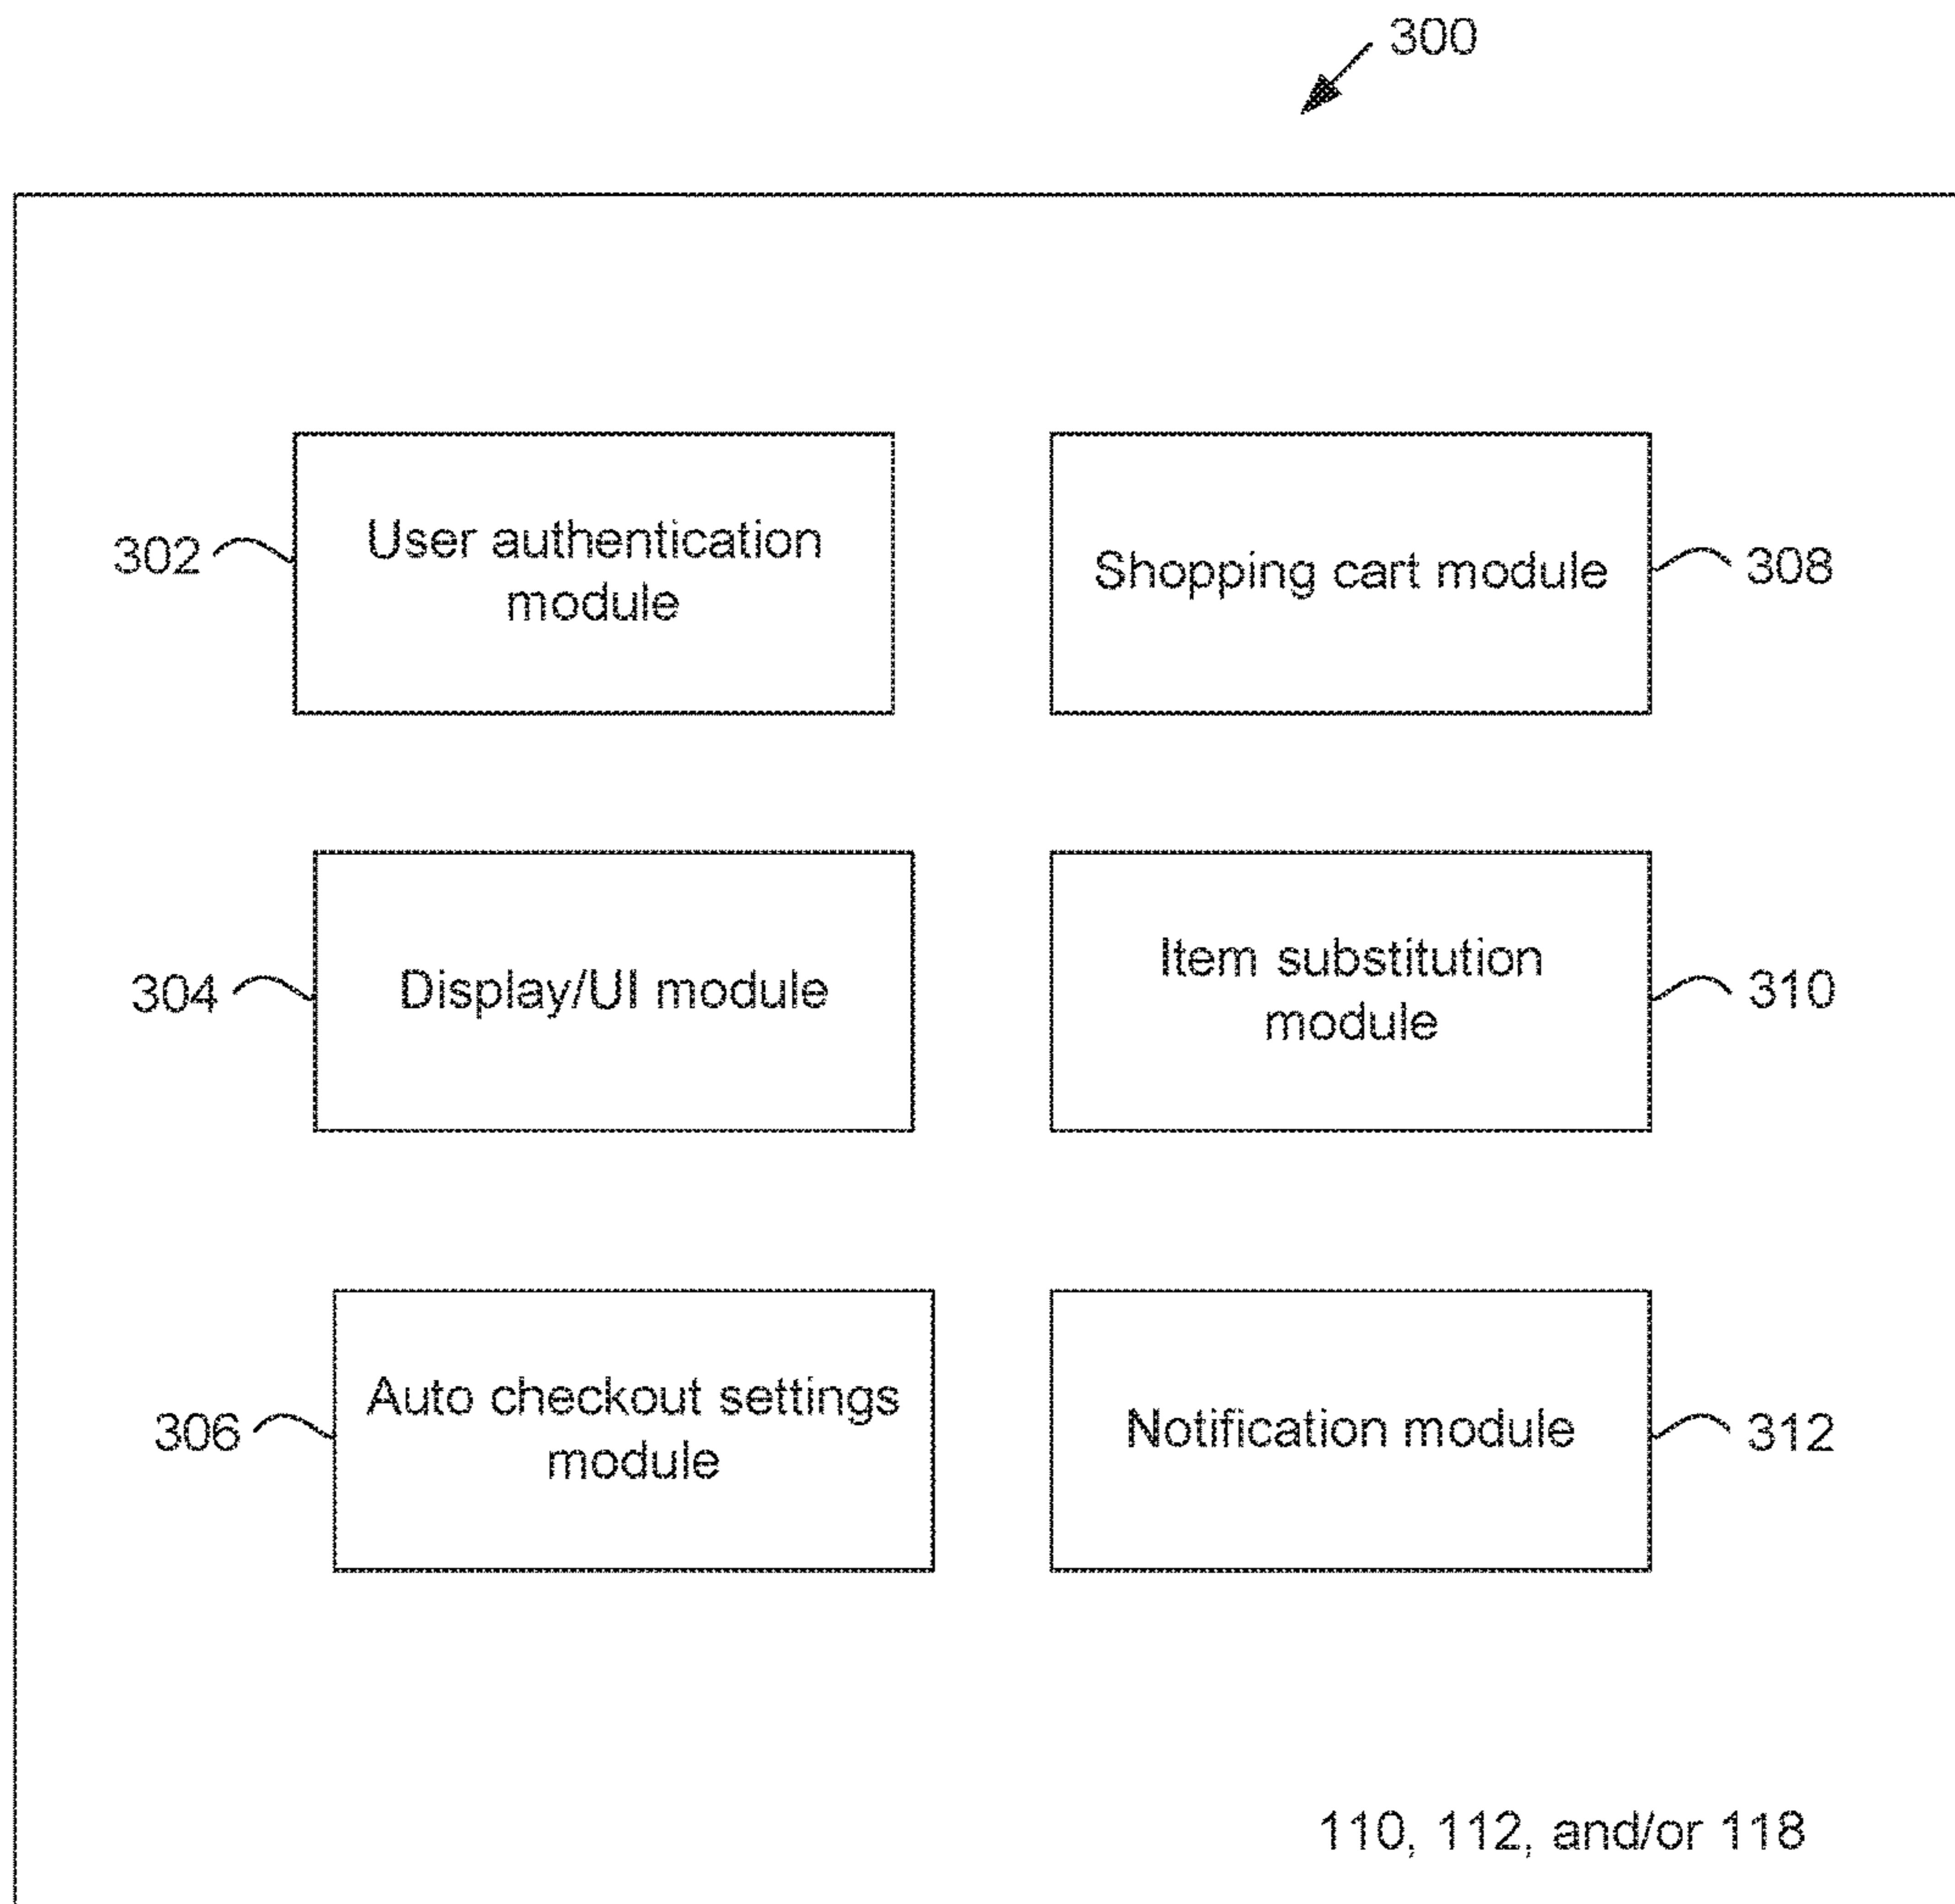 300
302
User authentication
module
Shopping cart module
308
304
Display/UI module
Item substitution
module
310
306
Auto checkout settings
module
Notification module
312
110, 112, and/or 118